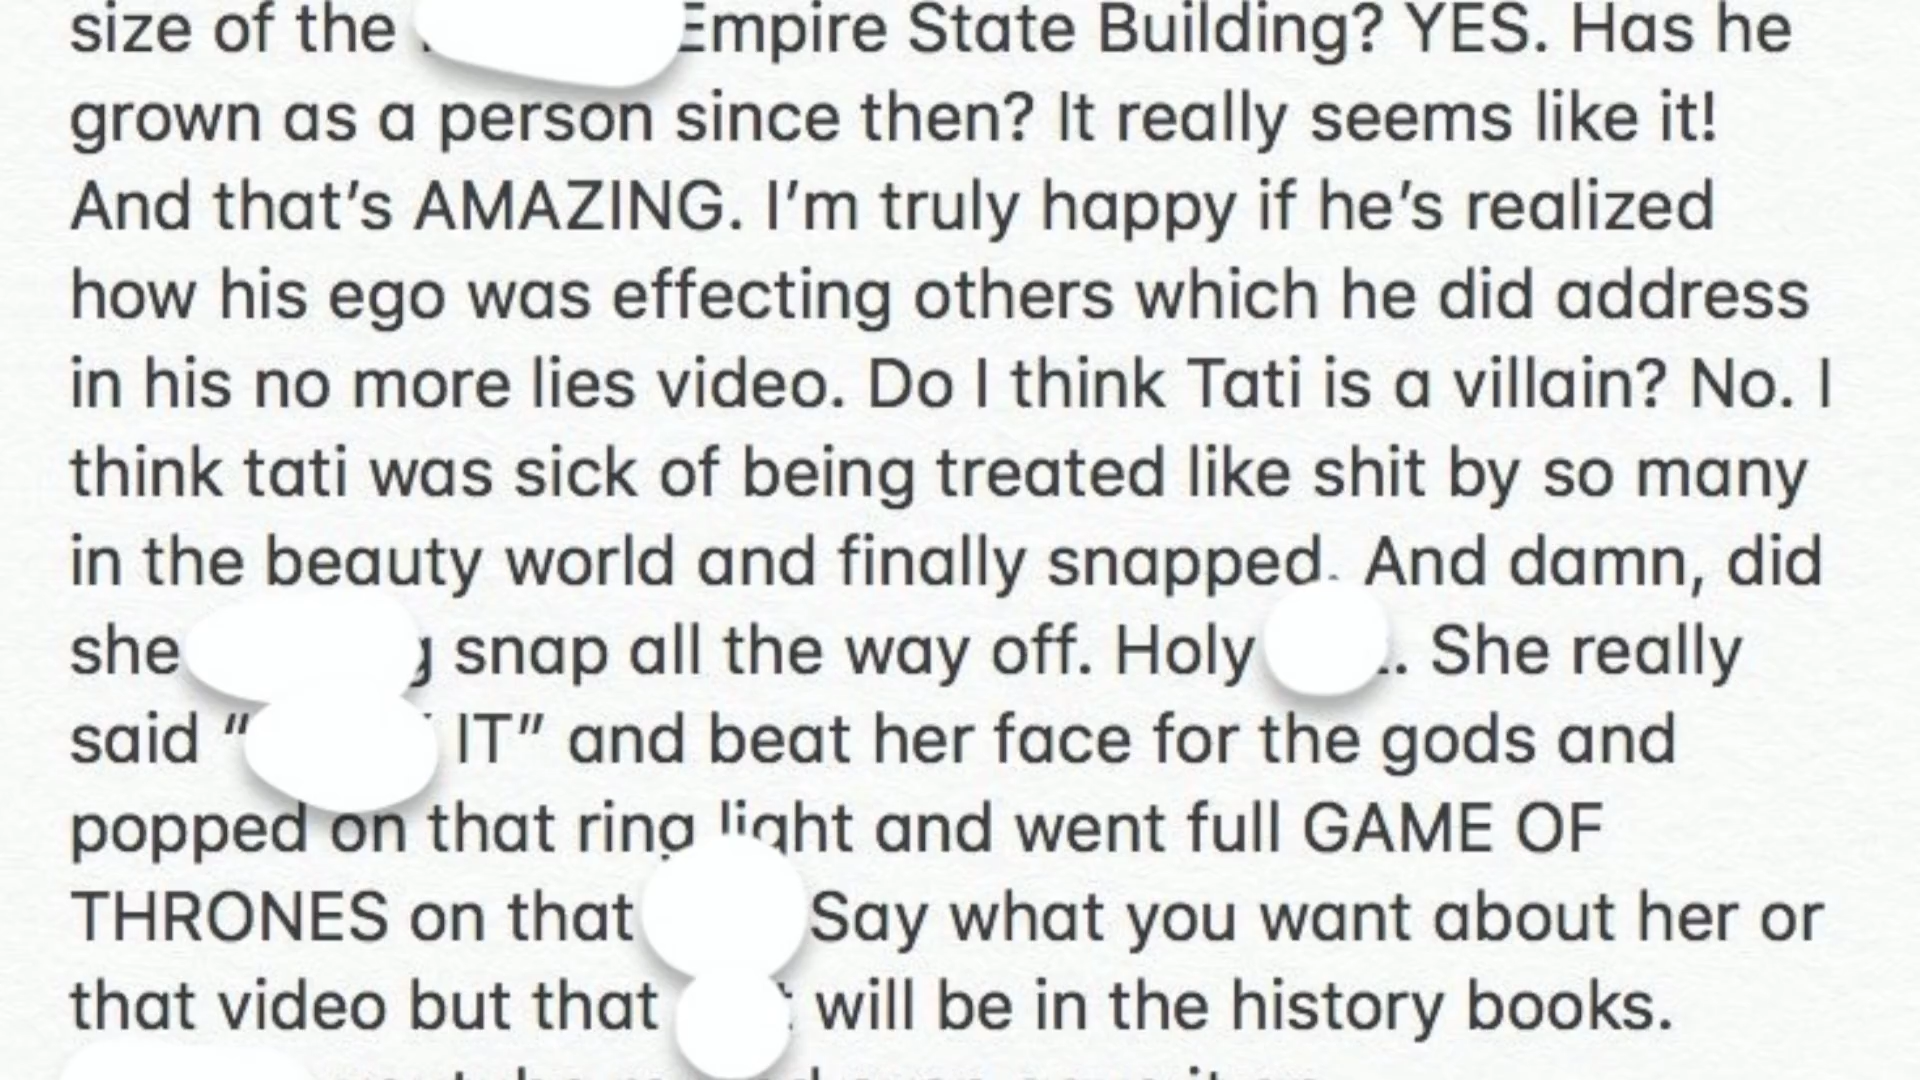 size of the Empire State Building? YES. Has he
grown as a person since then? It really seems like it!
And that's AMAZING. I'm truly happy if he's realized
how his ego was effecting others which he did address
in his no more lies video. Do I think Tati is a villain? No. I
think tati was sick of being treated like shit by so many
in the beauty world and finally snapped. And damn, did
she snap all the way off. Holy . She really
said “ IT” and beat her face for the gods and
popped on that ring light and went full GAME OF
THRONES on that Say what you want about her or
that video but that will be in the history books.